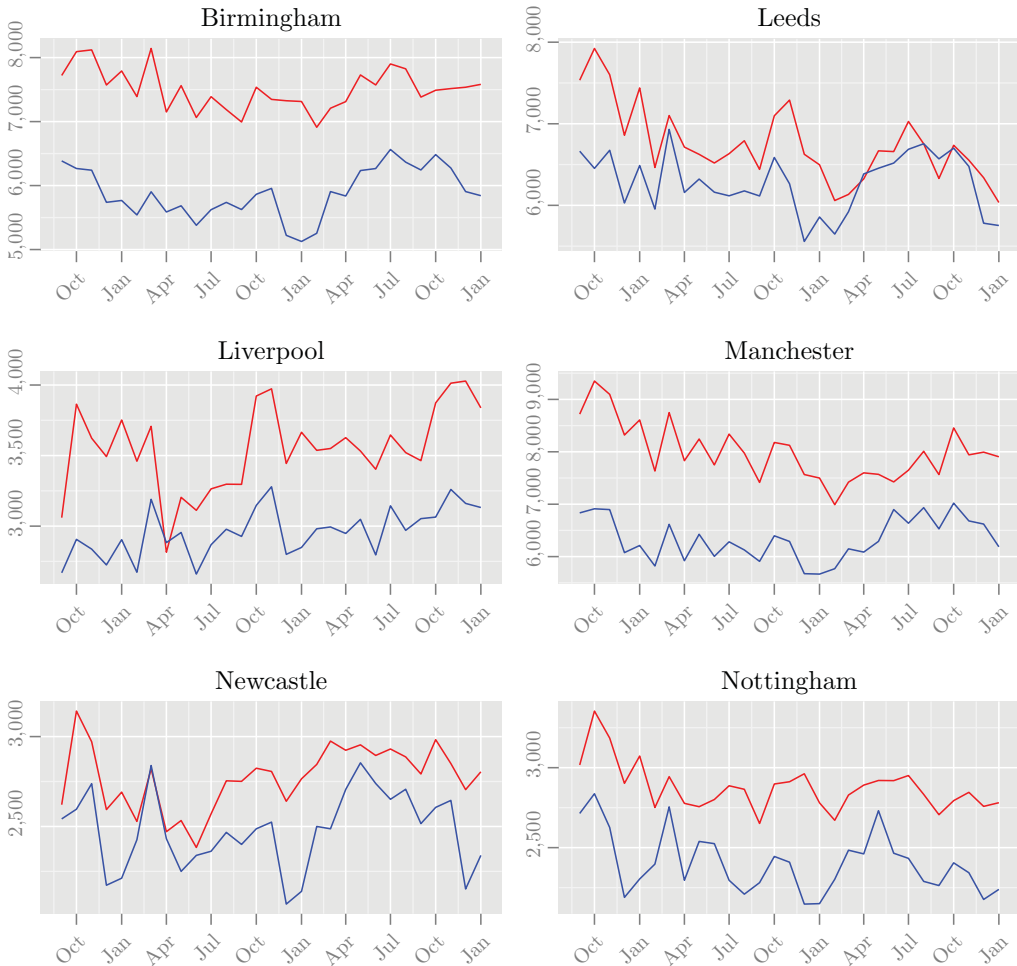 Birmingham
8,000
7,000
6,000
5,000
Oct Jan Apr Jul Oct Jan Apr Jul Oct Jan
Leeds
8,000
7,000
6,000
Oct Jan Apr Jul Oct Jan Apr Jul Oct Jan
Liverpool
4,000
3,500
3,000
Oct Jan Apr Jul Oct Jan Apr Jul Oct Jan
Manchester
9,000
8,000
7,000
6,000
Oct Jan Apr Jul Oct Jan Apr Jul Oct Jan
Newcastle
3,000
2,500
Oct Jan Apr Jul Oct Jan Apr Jul Oct Jan
Nottingham
3,000
2,500
Oct Jan Apr Jul Oct Jan Apr Jul Oct Jan